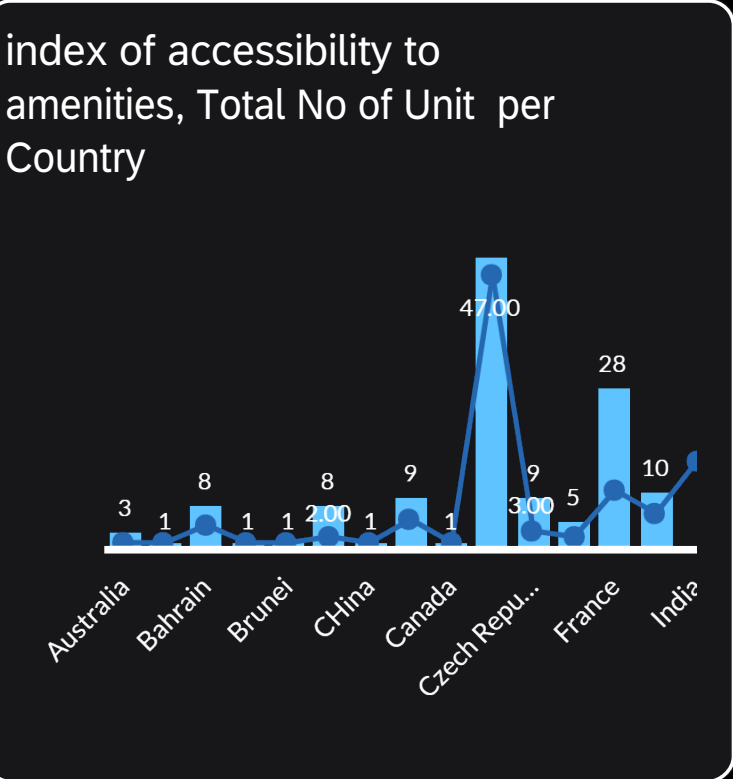 index of accessibility to
amenities, Total No of Unit per
Country
47.00
28
3
1
8
1
1
8
2.00
1
9
1
9
3.00
5
10
Australia
Bahrain
Brunei
CHina
Canada
Czech Repu...
France
India